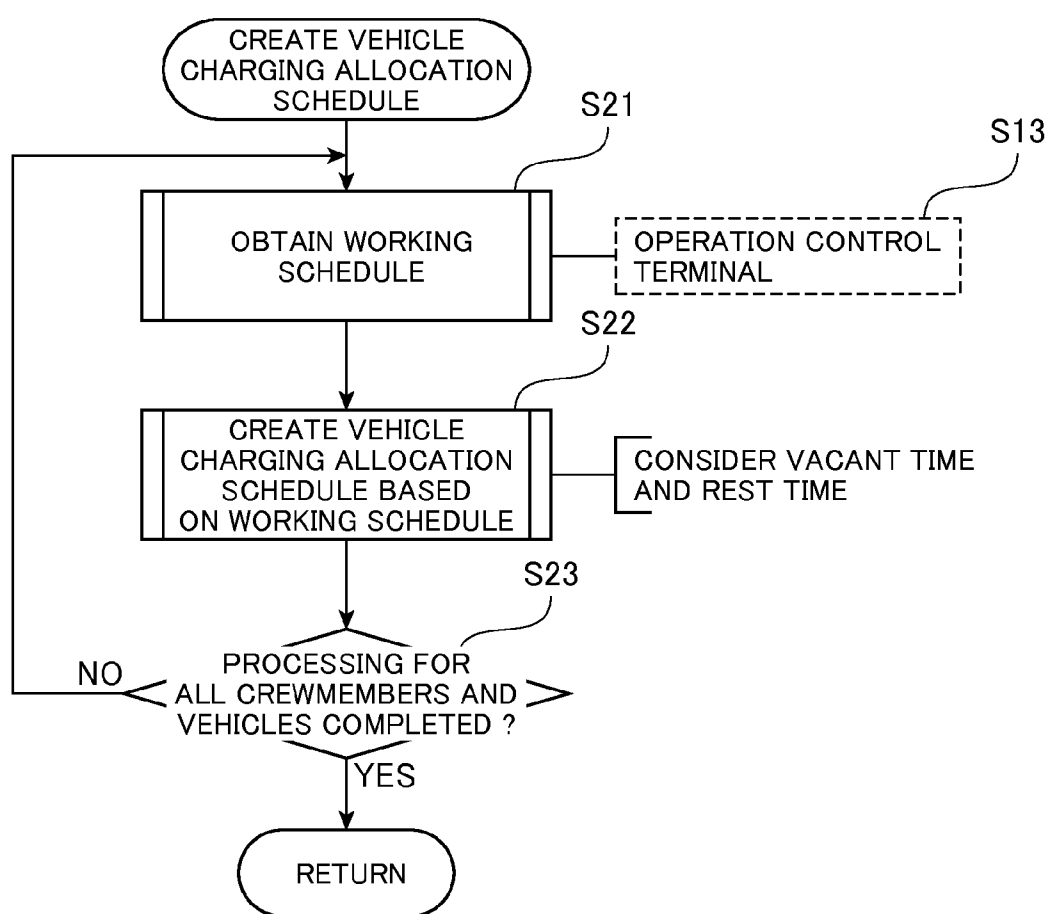 CREATE VEHICLE
CHARGING ALLOCATION
SCHEDULE
S21
S13
OBTAIN WORKING
SCHEDULE
OPERATION CONTROL
TERMINAL
S22
CREATE VEHICLE
CHARGING ALLOCATION
SCHEDULE BASED
ON WORKING SCHEDULE
CONSIDER VACANT TIME
AND REST TIME
S23
PROCESSING FOR
ALL CREWMEMBERS AND
VEHICLES COMPLETED ?
NO
YES
RETURN